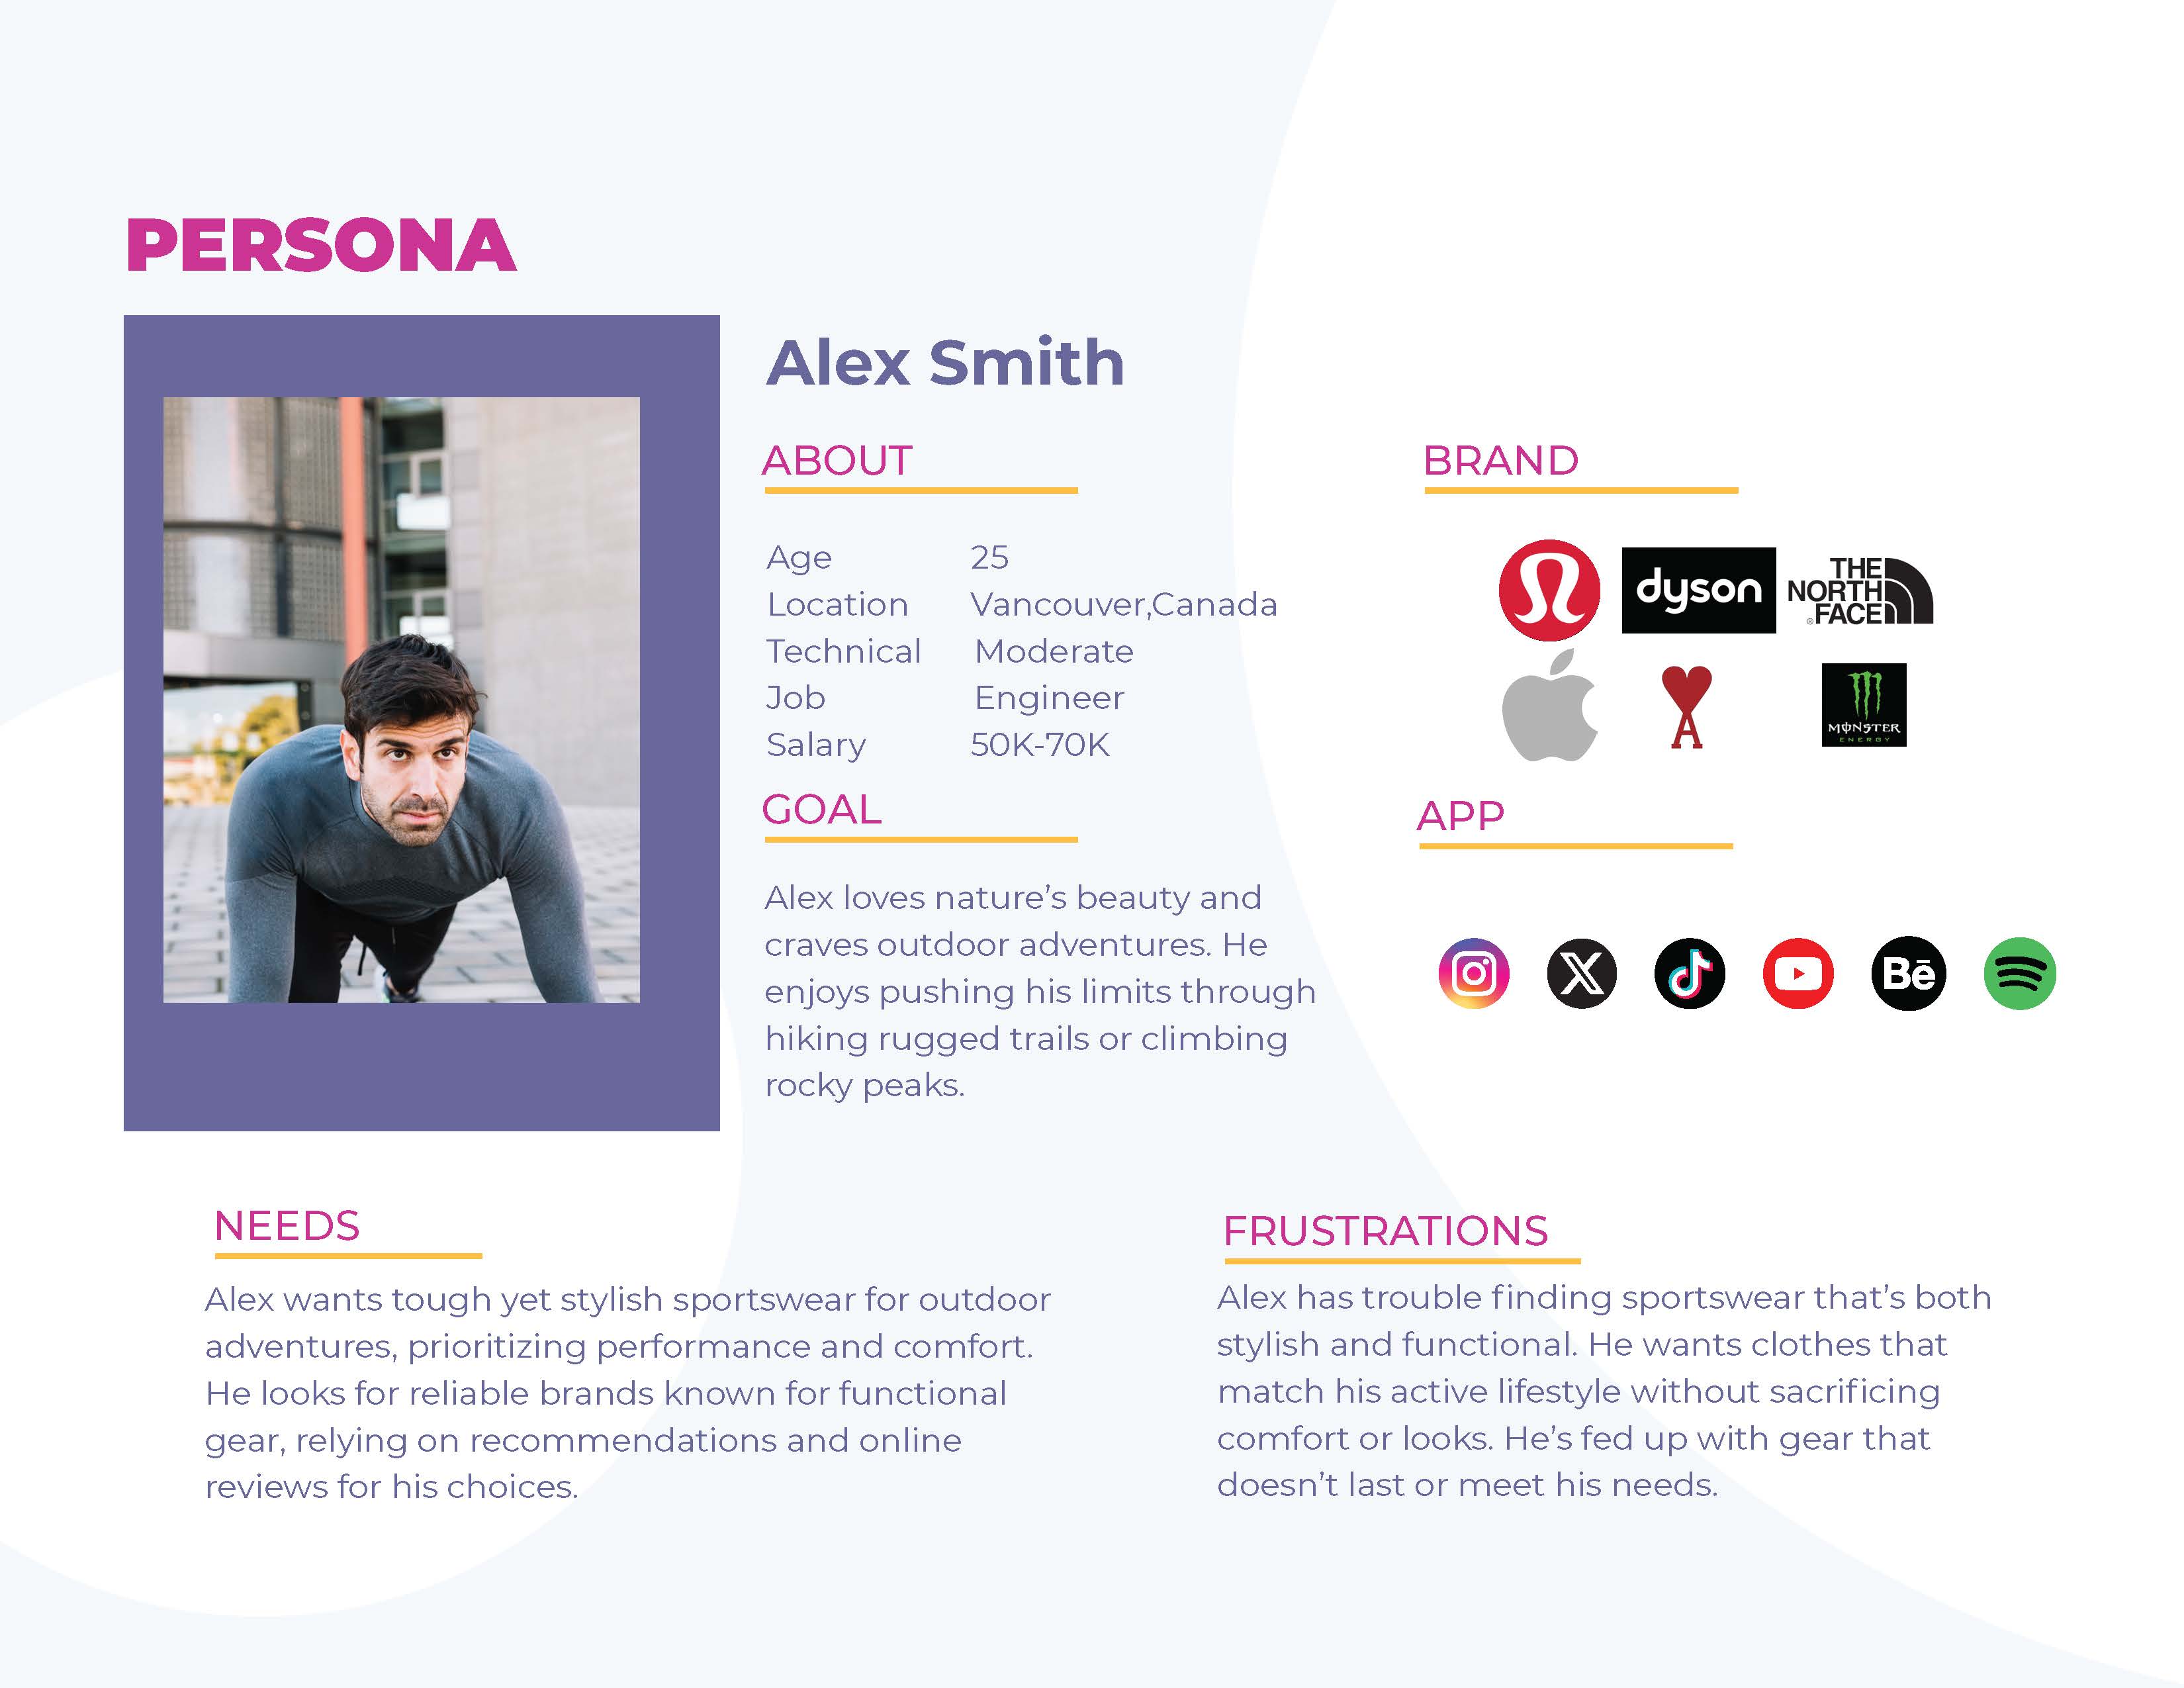 PERSONA
Alex Smith
ABOUT
Age 25
Location Vancouver,Canada
Technical Moderate
Job Engineer
Salary 50K-70K
GOAL
Alex loves nature’s beauty and
craves outdoor adventures. He
enjoys pushing his limits through
hiking rugged trails or climbing
rocky peaks.
BRAND
dyson
THE
NORTH
®FACE
A
MONSTER
ENERGY
APP
X
Bē
NEEDS
Alex wants tough yet stylish sportswear for outdoor
adventures, prioritizing performance and comfort.
He looks for reliable brands known for functional
gear, relying on recommendations and online
reviews for his choices.
FRUSTRATIONS
Alex has trouble finding sportswear that’s both
stylish and functional. He wants clothes that
match his active lifestyle without sacrificing
comfort or looks. He’s fed up with gear that
doesn’t last or meet his needs.